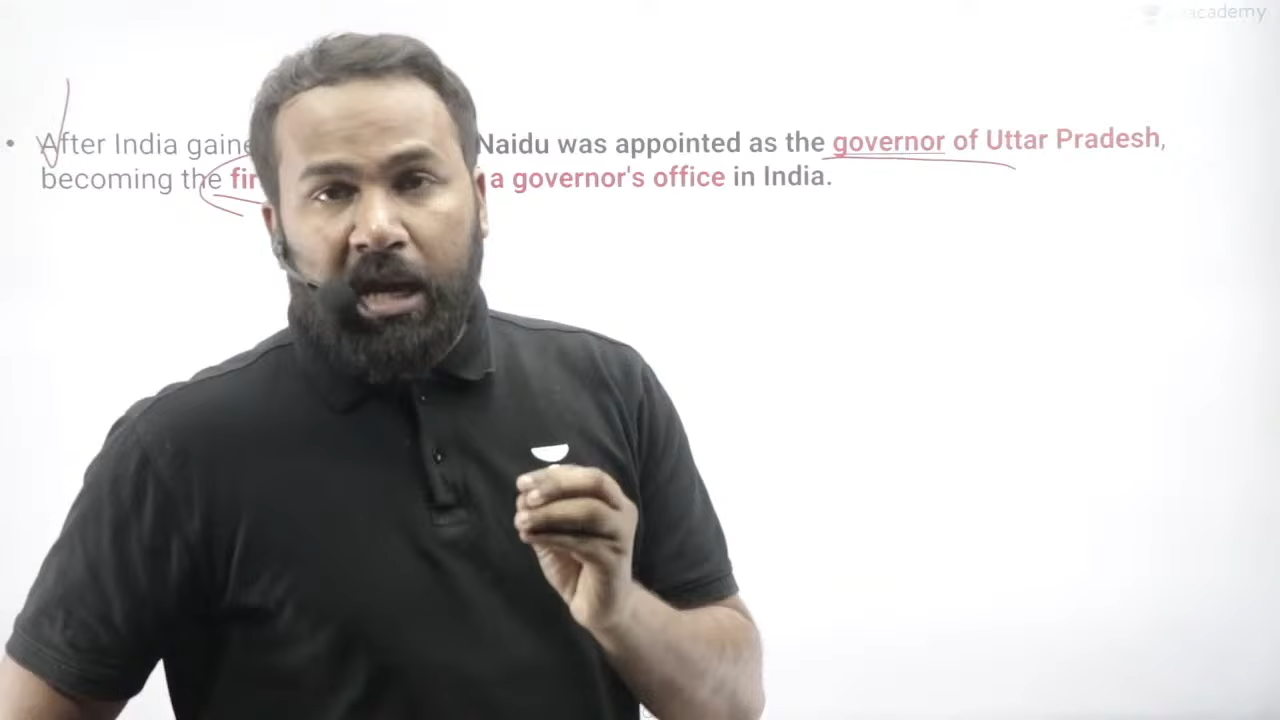 academy
After India gaine Naidu was appointed as the governor of Uttar Pradesh,
becoming the fir a governor's office in India.